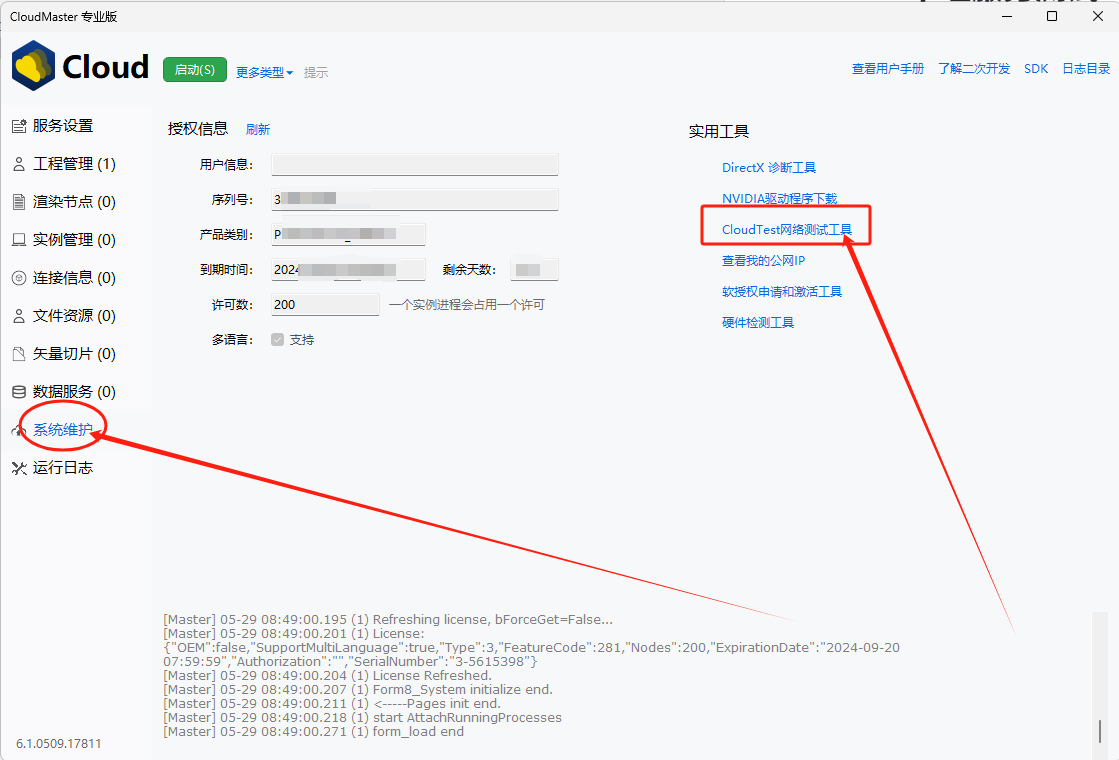 CloudMaster 专业版
Cloud
启动(S)
更多类型
提示
查看用户手册
了解二次开发
SDK
日志目录
服务设置
工程管理 (1)
渲染节点 (0)
实例管理 (0)
连接信息 (0)
文件资源 (0)
矢量切片 (0)
数据服务 (0)
系统维护
运行日志
授权信息
刷新
用户信息:
序列号: 3
产品类别: P
到期时间: 2024
剩余天数:
许可数: 200
一个实例进程会占用一个许可
多语言: 支持
实用工具
DirectX 诊断工具
NVIDIA驱动程序下载
CloudTest网络测试工具
查看我的公网IP
软授权申请和激活工具
硬件检测工具
[Master] 05-29 08:49:00.195 (1) Refreshing license, bForceGet=False...
[Master] 05-29 08:49:00.201 (1) License:
{"OEM":false,"SupportMultiLanguage":true,"Type":3,"FeatureCode":281,"Nodes":200,"ExpirationDate":"2024-09-20
07:59:59","Authorization":"","SerialNumber":"3-5615398"}
[Master] 05-29 08:49:00.204 (1) License Refreshed.
[Master] 05-29 08:49:00.207 (1) Form8_System initialize end.
[Master] 05-29 08:49:00.211 (1) <-----Pages init end.
[Master] 05-29 08:49:00.218 (1) start AttachRunningProcesses
[Master] 05-29 08:49:00.271 (1) form_load end
6.1.0509.17811